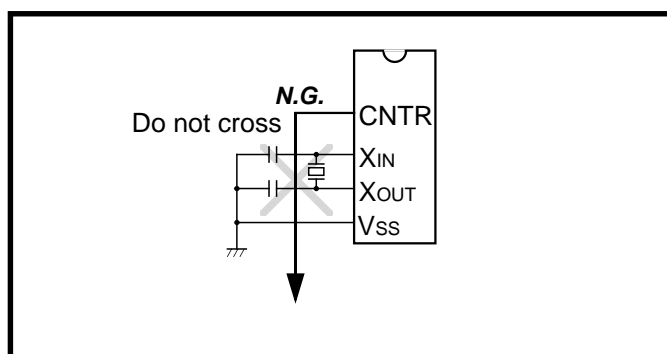 N.G.
Do not cross
CNTR
XIN
XOUT
VSS